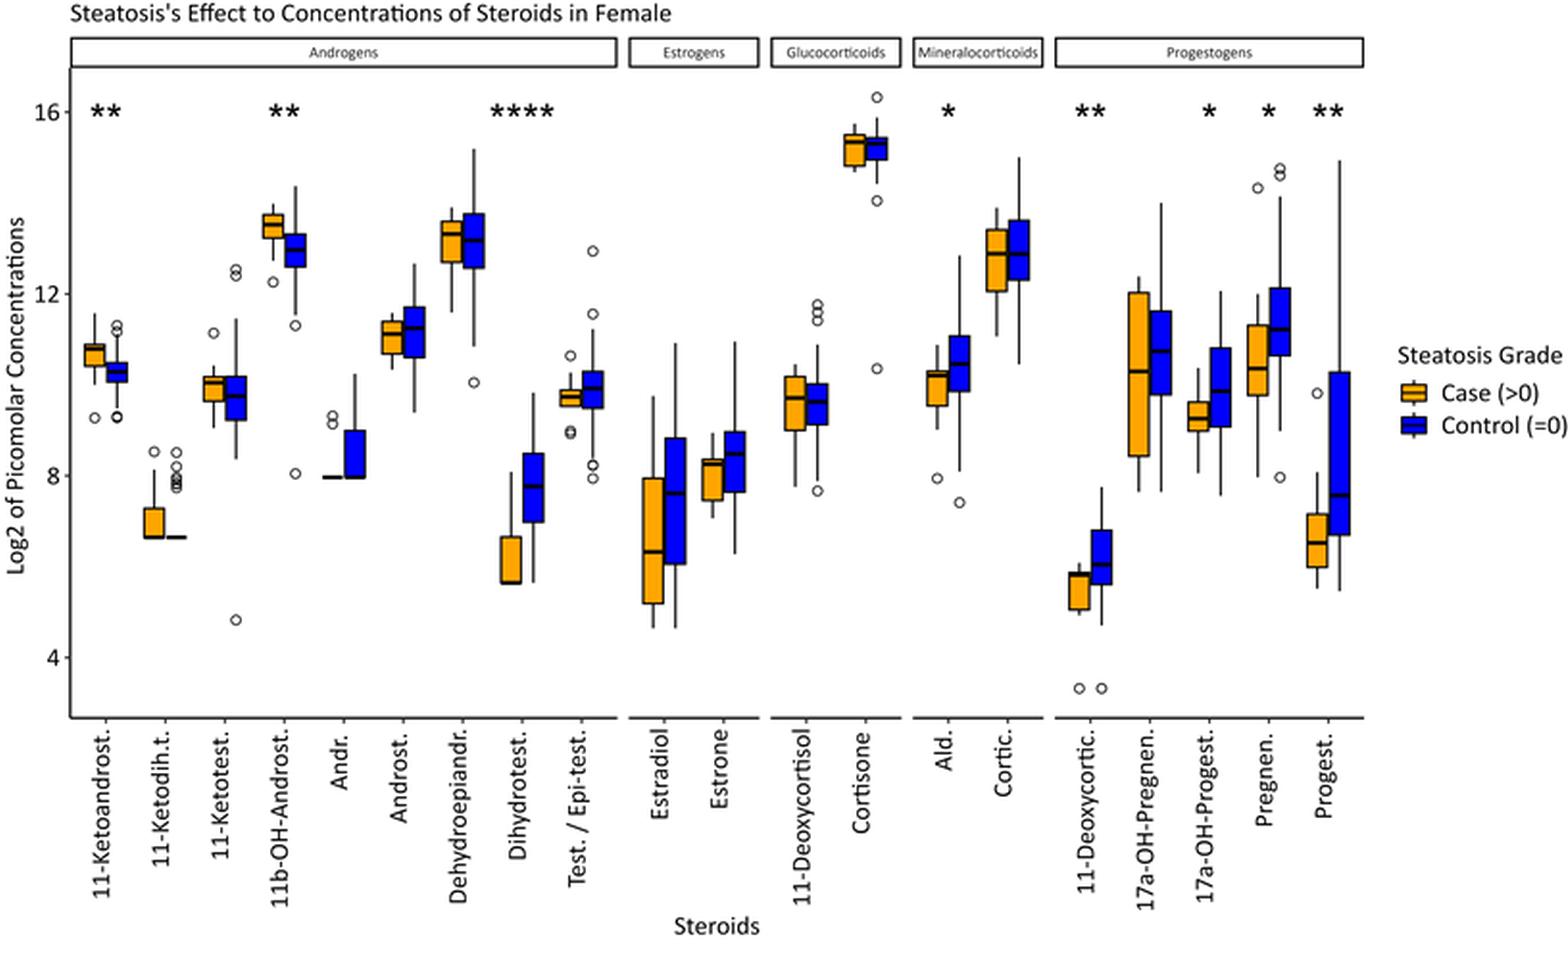 Steatosis's Effect to Concentrations of Steroids in Female
Androgens
Estrogens
Glucocorticoids
Mineralocorticoids
Progestogens
Log2 of Picomolar Concentrations
16
12
8
4
**
**
****
*
**
*
*
**
11-Ketoandrost.
11-Ketodih.t.
11-Ketotest.
11b-OH-Androst.
Andr.
Androst.
Dehydroepiandr.
Dihydrotest.
Test. / Epi-test.
Estradiol
Estrone
11-Deoxycortisol
Cortisone
Ald.
Cortic.
11-Deoxycortic.
17a-OH-Pregnen.
17a-OH-Progest.
Pregnen.
Progest.
Steroids
Steatosis Grade
Case (>0)
Control (=0)